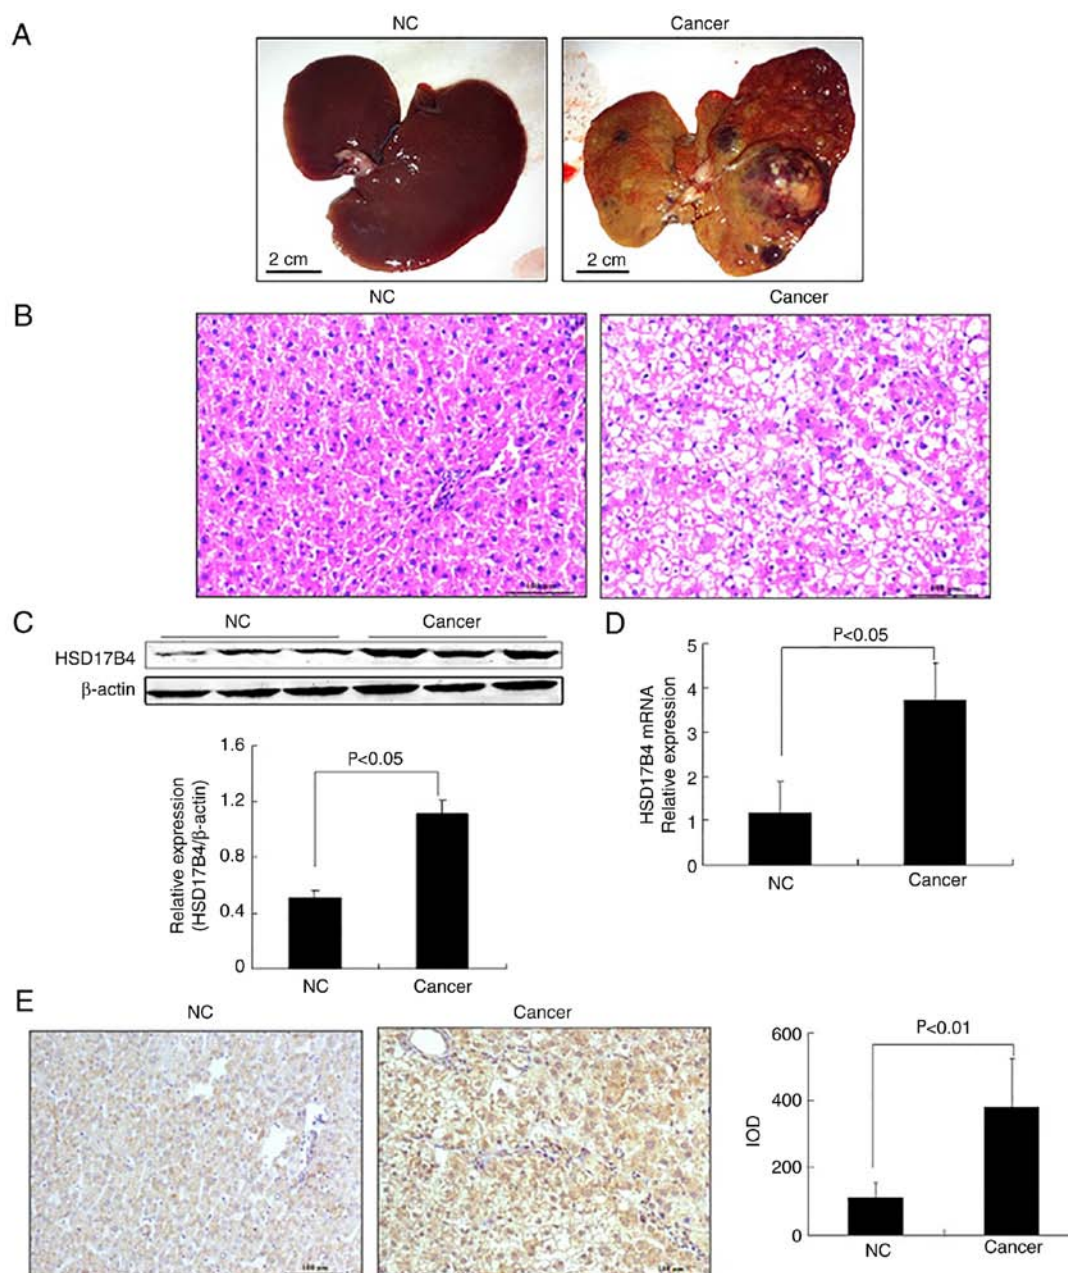 A
NC
Cancer
2 cm
2 cm
B
NC
Cancer
C
NC
Cancer
HSD17B4
β-actin
Relative expression
(HSD17B4/β-actin)
1.6
1.2
0.8
0.4
0
P<0.05
NC
Cancer
D
HSD17B4 mRNA
Relative expression
5
4
3
2
1
0
P<0.05
NC
Cancer
E
NC
Cancer
IOD
600
400
200
0
P<0.01
NC
Cancer